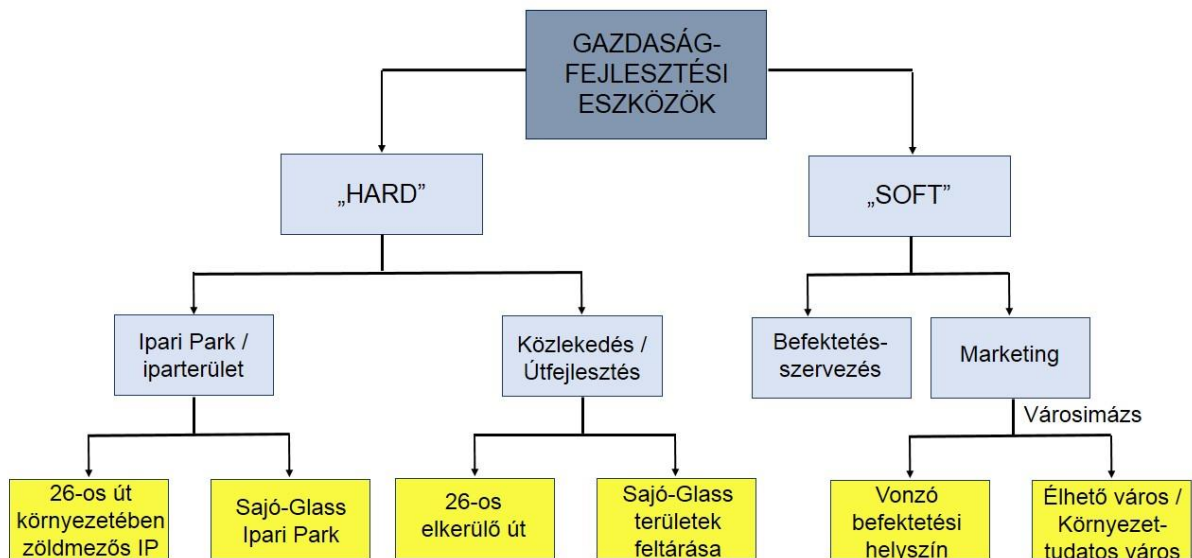 GAZDASÁG-
FEJLESZTÉSI
ESZKÖZÖK
„HARD”
„SOFT”
Ipari Park /
iparterület
Közlekedés /
Útfejlesztés
Befektetés-
szervezés
Marketing
Városimázs
26-os út
környezetében
zöldmezős IP
Sajó-Glass
Ipari Park
26-os
elkerülő út
Sajó-Glass
területek
feltárása
Vonzó
befektetési
helyszín
Élhető város /
Környezet-
tudatos város